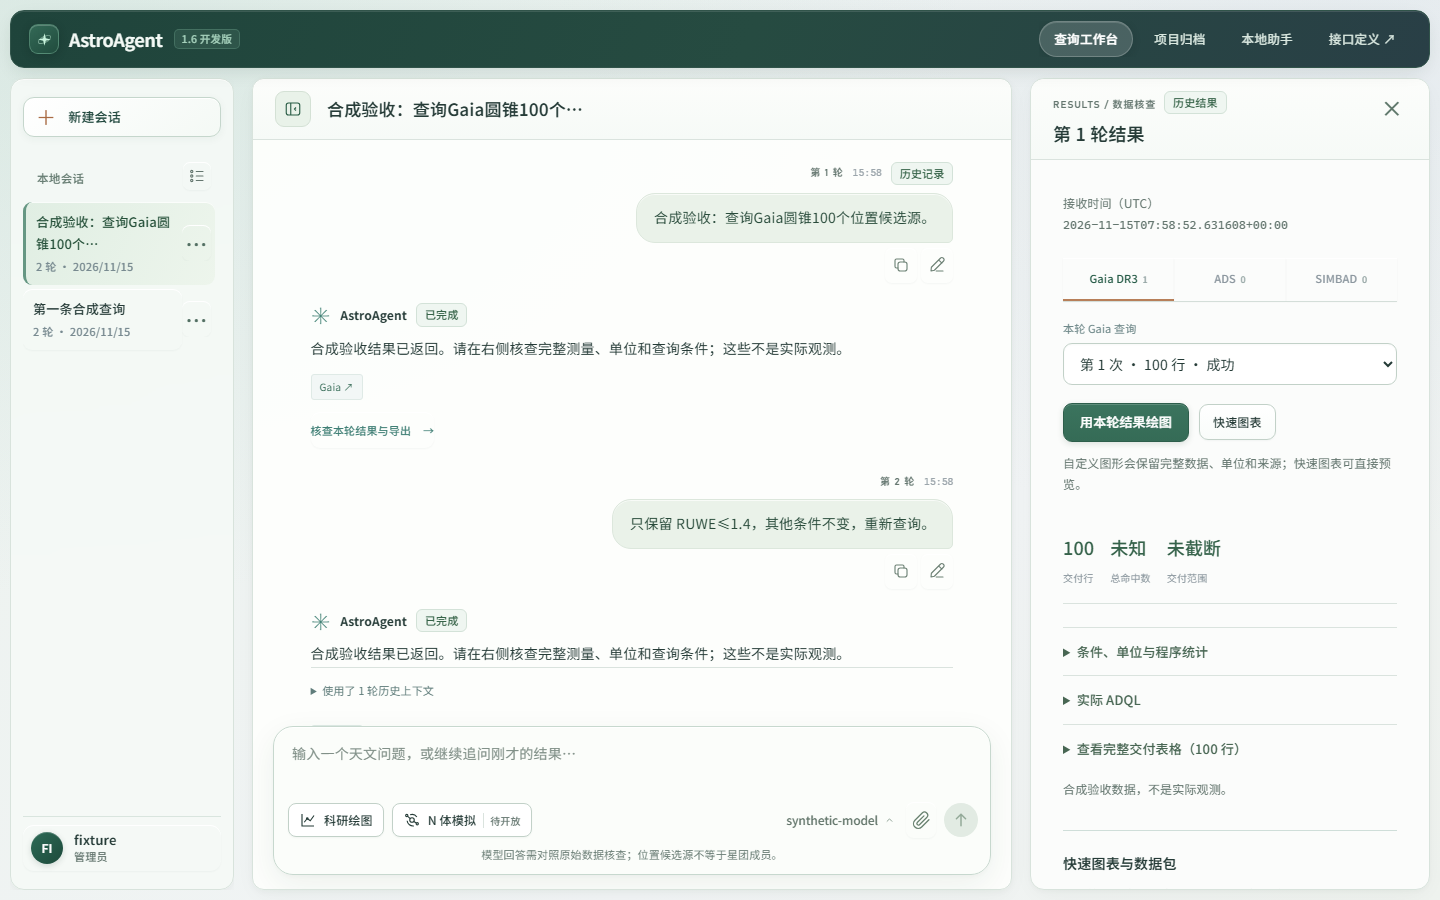 AstroAgent
1.6 开发版
查询工作台
项目归档
本地助手
接口定义 ↗
新建会话
本地会话
合成验收：查询Gaia圆
锥100个…
2 轮 · 2026/11/15
第一条合成查询
2 轮 · 2026/11/15
FI
fixture
管理员
合成验收：查询Gaia圆锥100个…
第 1 轮 15:58 历史记录
合成验收：查询Gaia圆锥100个位置候选源。
AstroAgent 已完成
合成验收结果已返回。请在右侧核查完整测量、单位和查询条件；这些不是实际观测。
Gaia ↗
核查本轮结果与导出 →
第 2 轮 15:58
只保留 RUWE≤1.4，其他条件不变，重新查询。
AstroAgent 已完成
合成验收结果已返回。请在右侧核查完整测量、单位和查询条件；这些不是实际观测。
▶ 使用了 1 轮历史上下文
输入一个天文问题，或继续追问刚才的结果…
科研绘图
N 体模拟 待开放
synthetic-model
模型回答需对照原始数据核查；位置候选源不等于星团成员。
RESULTS / 数据核查 历史结果
第 1 轮结果
接收时间（UTC）
2026-11-15T07:58:52.631608+00:00
Gaia DR3 1
ADS 0
SIMBAD 0
本轮 Gaia 查询
第 1 次 · 100 行 · 成功
用本轮结果绘图
快速图表
自定义图形会保留完整数据、单位和来源；快速图表可直接预
览。
100 未知 未截断
交付行 总命中数 交付范围
▶ 条件、单位与程序统计
▶ 实际 ADQL
▶ 查看完整交付表格（100 行）
合成验收数据，不是实际观测。
快速图表与数据包